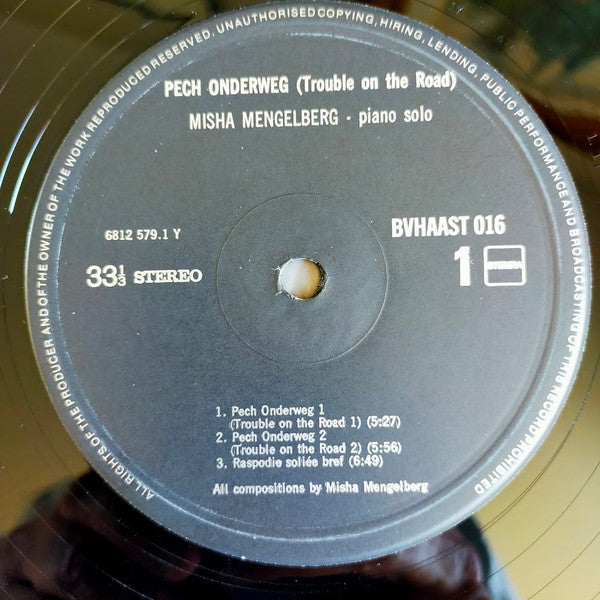 ALL RIGHTS OF THE PRODUCER AND OF THE OWNER OF THE WORK REPRODUCED RESERVED. UNAUTHORISED COPYING, HIRING, LENDING, PUBLIC PERFORMANCE AND BROADCASTING OF THIS RECORD PROHIBITED
PECH ONDERWEG (Trouble on the Road)
MISHA MENGELBERG - piano solo
6812 579.1 Y
BVHAAST 016
33⅓ STEREO
1
STEMRA
1. Pech Onderweg 1
(Trouble on the Road 1) (5:27)
2. Pech Onderweg 2
(Trouble on the Road 2) (5:56)
3. Raspodie soliée bref (6:49)
All compositions by Misha Mengelberg